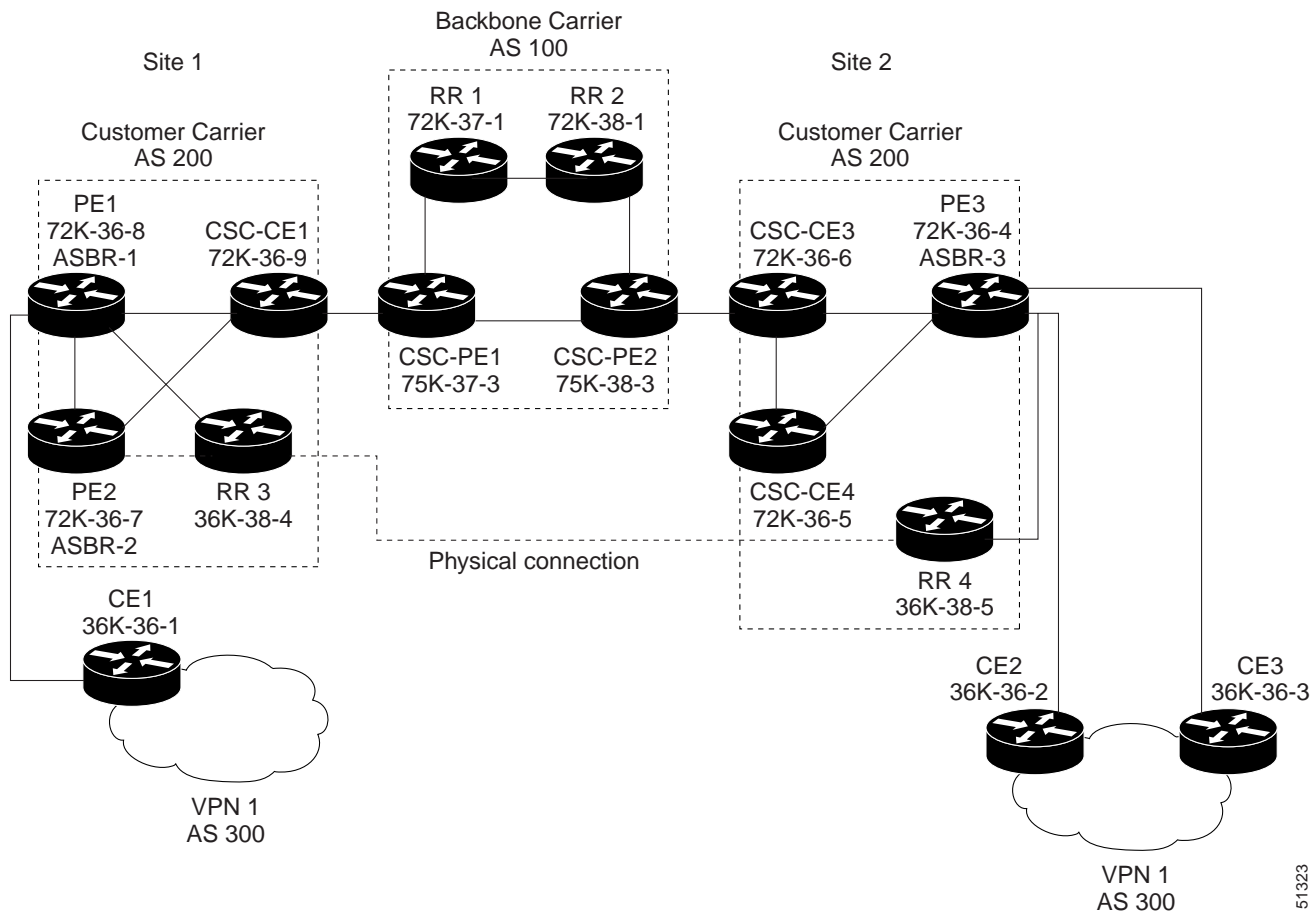 Backbone Carrier
AS 100
Site 1
Site 2
RR 1
72K-37-1
RR 2
72K-38-1
Customer Carrier
AS 200
Customer Carrier
AS 200
PE1
72K-36-8
ASBR-1
CSC-CE1
72K-36-9
CSC-CE3
72K-36-6
PE3
72K-36-4
ASBR-3
CSC-PE1
75K-37-3
CSC-PE2
75K-38-3
PE2
72K-36-7
ASBR-2
RR 3
36K-38-4
CSC-CE4
72K-36-5
Physical connection
RR 4
36K-38-5
CE1
36K-36-1
CE2
36K-36-2
CE3
36K-36-3
VPN 1
AS 300
VPN 1
AS 300
51323